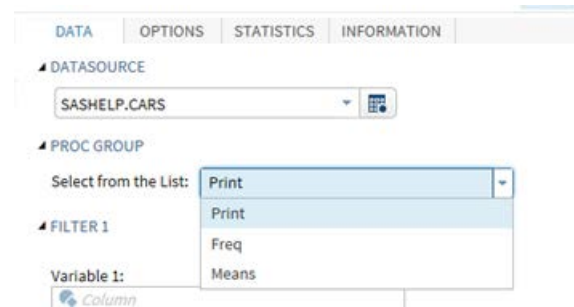 DATA OPTIONS STATISTICS INFORMATION
DATASOURCE
SASHELP.CARS
PROC GROUP
Select from the List: Print
Print
FILTER 1
Freq
Variable 1: Means
Column